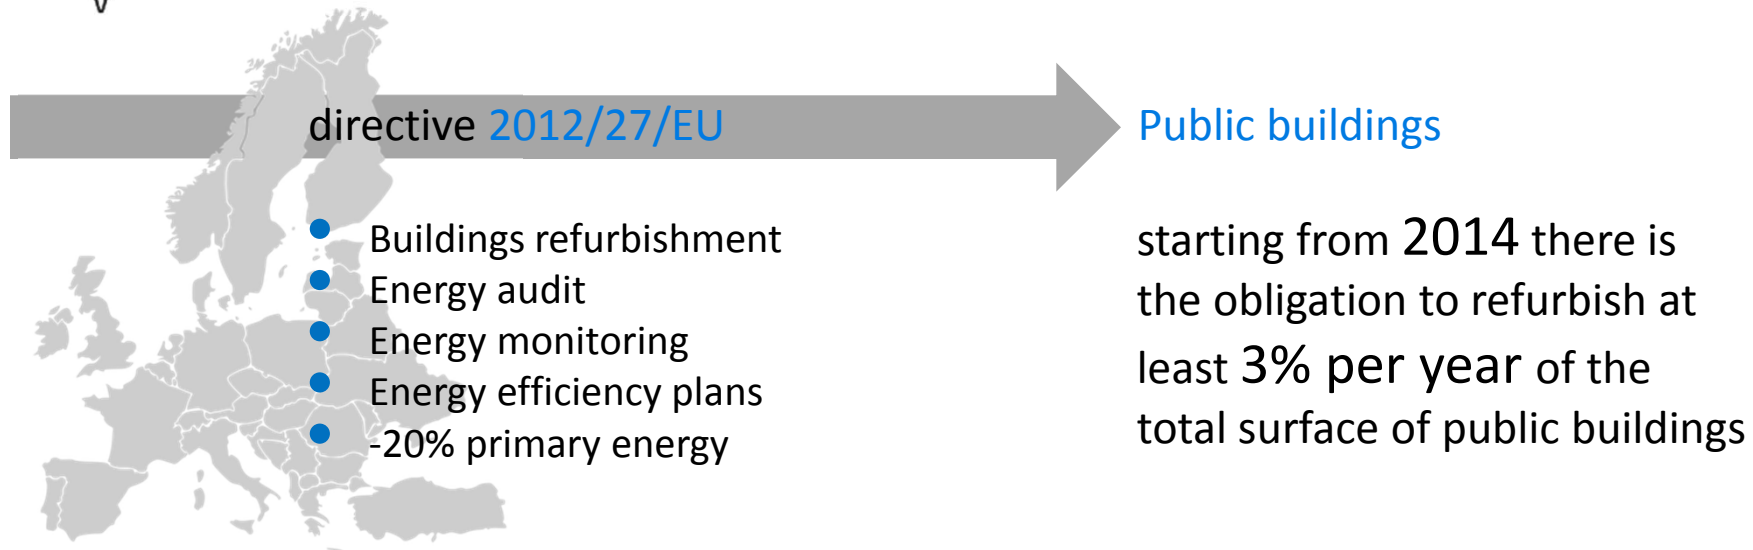 directive 2012/27/EU
Public buildings
Buildings refurbishment
Energy audit
Energy monitoring
Energy efficiency plans
-20% primary energy
starting from 2014 there is
the obligation to refurbish at
least 3% per year of the
total surface of public buildings